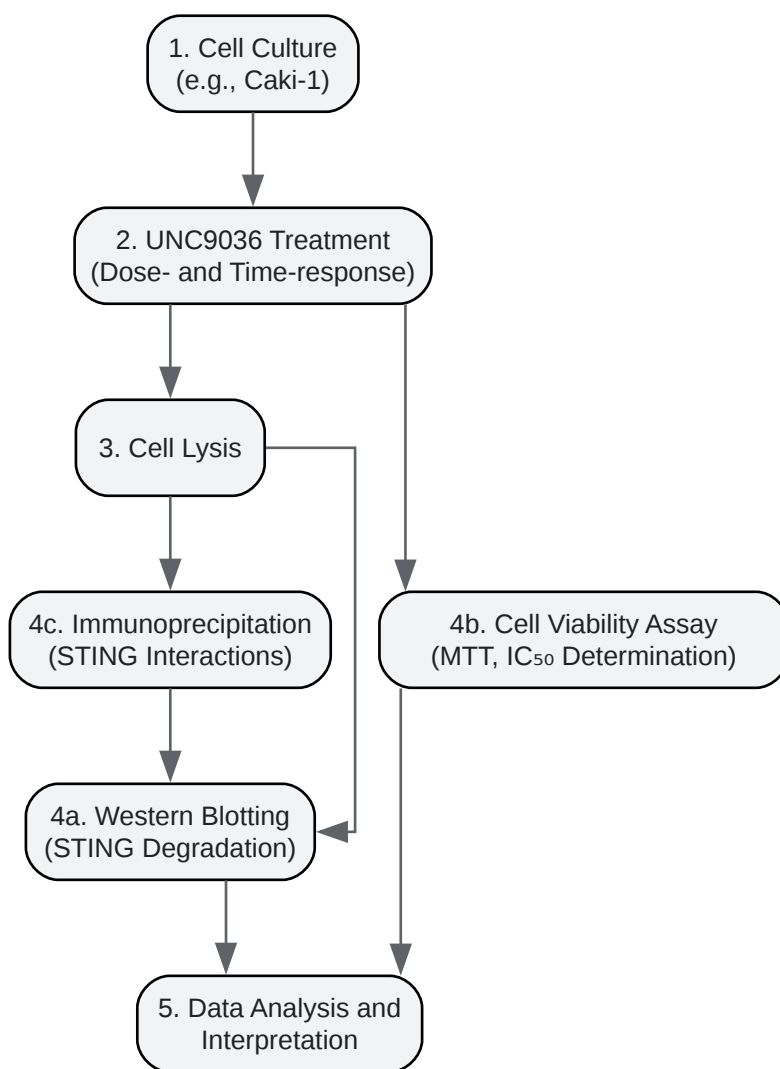 1. Cell Culture
(e.g., Caki-1)
2. UNC9036 Treatment
(Dose- and Time-response)
3. Cell Lysis
4c. Immunoprecipitation
(STING Interactions)
4b. Cell Viability Assay
(MTT, IC₅₀ Determination)
4a. Western Blotting
(STING Degradation)
5. Data Analysis and
Interpretation